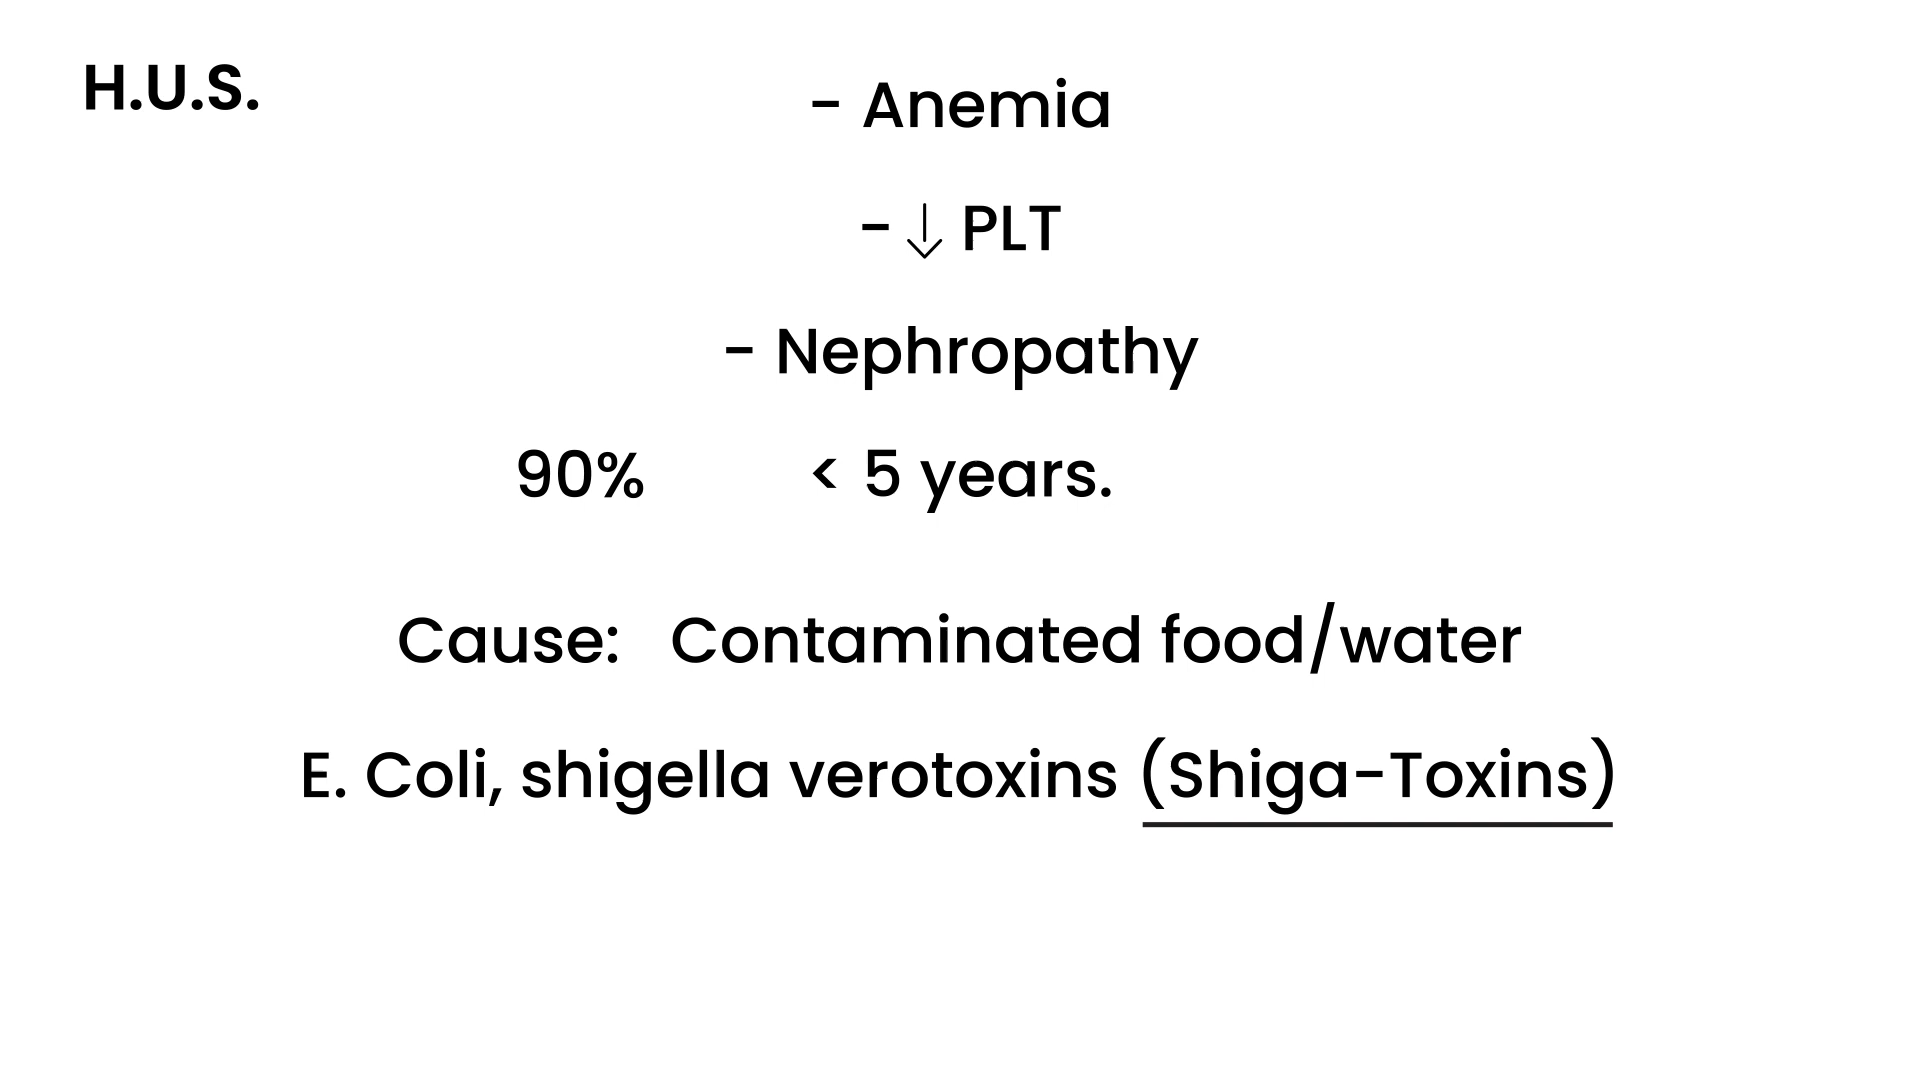 H.U.S.
- Anemia
- ↓ PLT
- Nephropathy
90% < 5 years.
Cause: Contaminated food/water
E. Coli, shigella verotoxins (Shiga-Toxins)